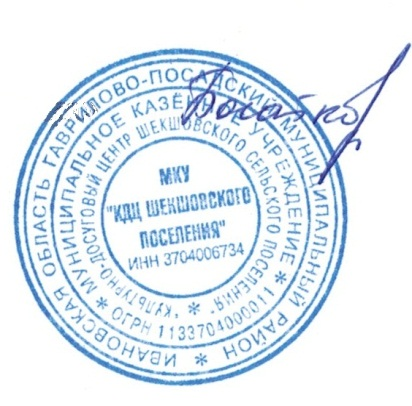 ИВАНОВСКАЯ ОБЛАСТЬ ГАВРИЛОВО-ПОСАДСКИЙ МУНИЦИПАЛЬНЫЙ РАЙОН *
МУНИЦИПАЛЬНОЕ КАЗЁННОЕ УЧРЕЖДЕНИЕ *
"КУЛЬТУРНО-ДОСУГОВЫЙ ЦЕНТР ШЕКШОВСКОГО СЕЛЬСКОГО ПОСЕЛЕНИЯ"
* ОГРН 1133704000011 *
МКУ
"КДЦ ШЕКШОВСКОГО
ПОСЕЛЕНИЯ"
ИНН 3704006734